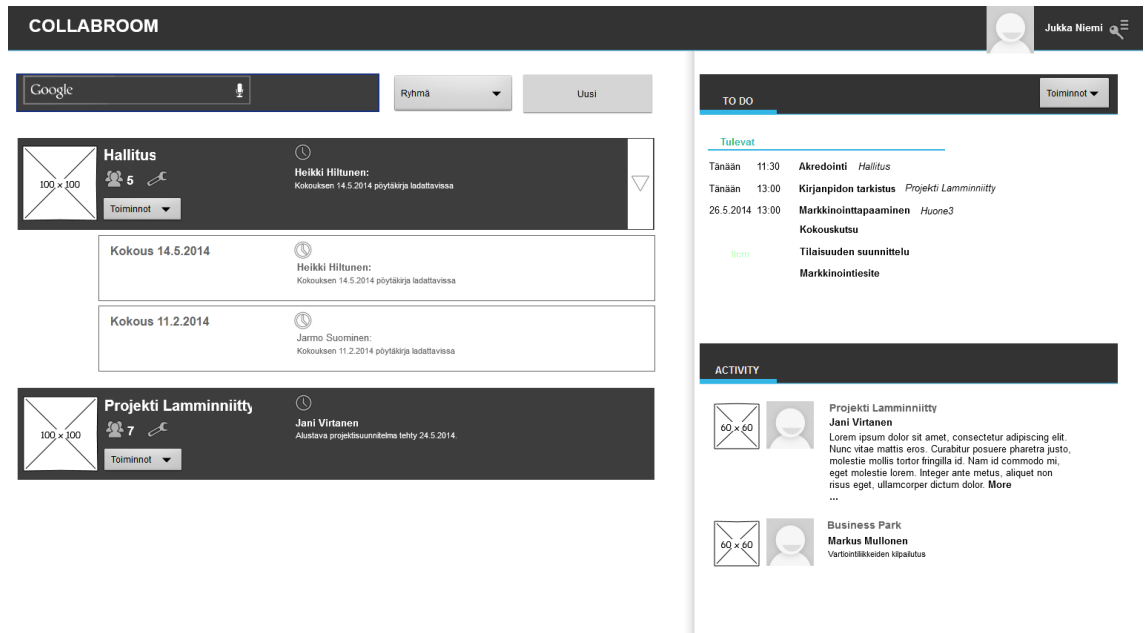 COLLABROOM
Jukka Niemi
Google
Ryhmä
Uusi
100 x 100
Hallitus
5
Toiminnot
Heikki Hiltunen:
Kokouksen 14.5.2014 pöytäkirja ladattavissa
Kokous 14.5.2014
Heikki Hiltunen:
Kokouksen 14.5.2014 pöytäkirja ladattavissa
Kokous 11.2.2014
Jarmo Suominen:
Kokouksen 11.2.2014 pöytäkirja ladattavissa
100 x 100
Projekti Lamminniitty
7
Toiminnot
Jani Virtanen
Alustava projektisuunnitelma tehty 24.5.2014.
TO DO
Toiminnot
Tulevat
Tänään 11:30 Akredointi Hallitus
Tänään 13:00 Kirjanpidon tarkistus Projekti Lamminniitty
26.5.2014 13:00 Markkinointtapaaminen Huone3
Kokouskutsu
Item Tilaisuuden suunnittelu
Markkinointiesite
ACTIVITY
60 x 60
Projekti Lamminniitty
Jani Virtanen
Lorem ipsum dolor sit amet, consectetur adipiscing elit.
Nunc vitae mattis eros. Curabitur posuere pharetra justo,
molestie mollis tortor fringilla id. Nam id commodo mi,
eget molestie lorem. Integer ante metus, aliquet non
risus eget, ullamcorper dictum dolor. More
...
60 x 60
Business Park
Markus Mullonen
Vartiointiliikkeiden kilpailutus